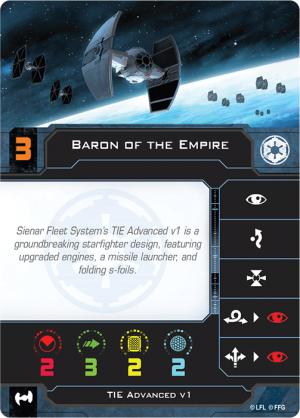 3 Baron of the Empire
Sienar Fleet System's TIE Advanced v1 is a
groundbreaking starfighter design, featuring
upgraded engines, a missile launcher, and
folding s-foils.
2 3 2 2
TIE Advanced v1
© LFL © FFG